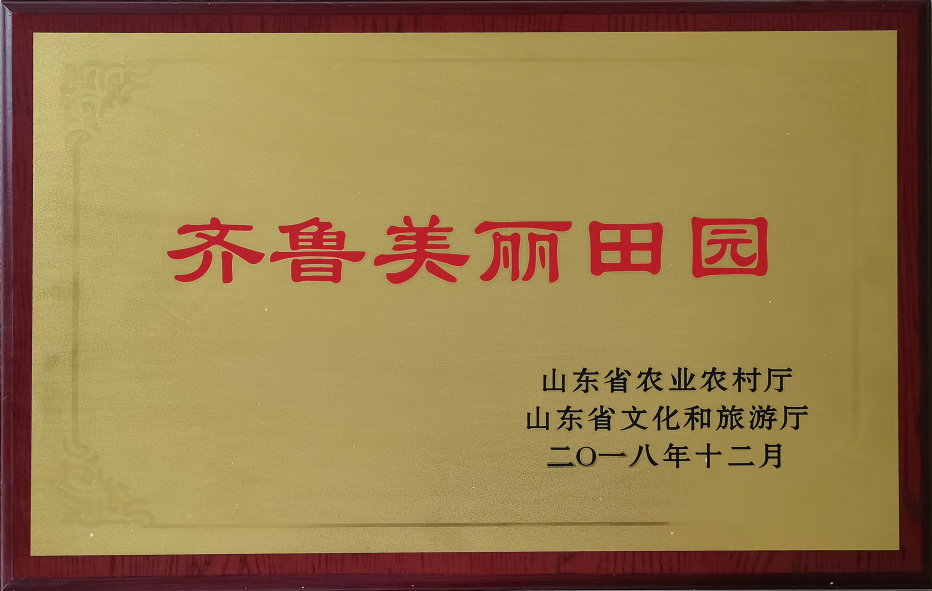 齐鲁美丽田园
山东省农业农村厅
山东省文化和旅游厅
二〇一八年十二月